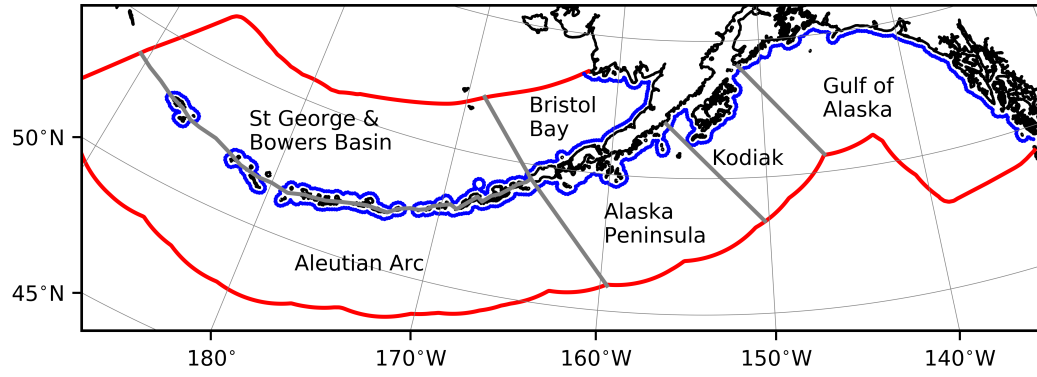 Gulf of
Alaska
Bristol
Bay
St George &
Bowers Basin
50°N
Kodiak
Alaska
Peninsula
Aleutian Arc
45°N
180°
170°W
160°W
150°W
140°W